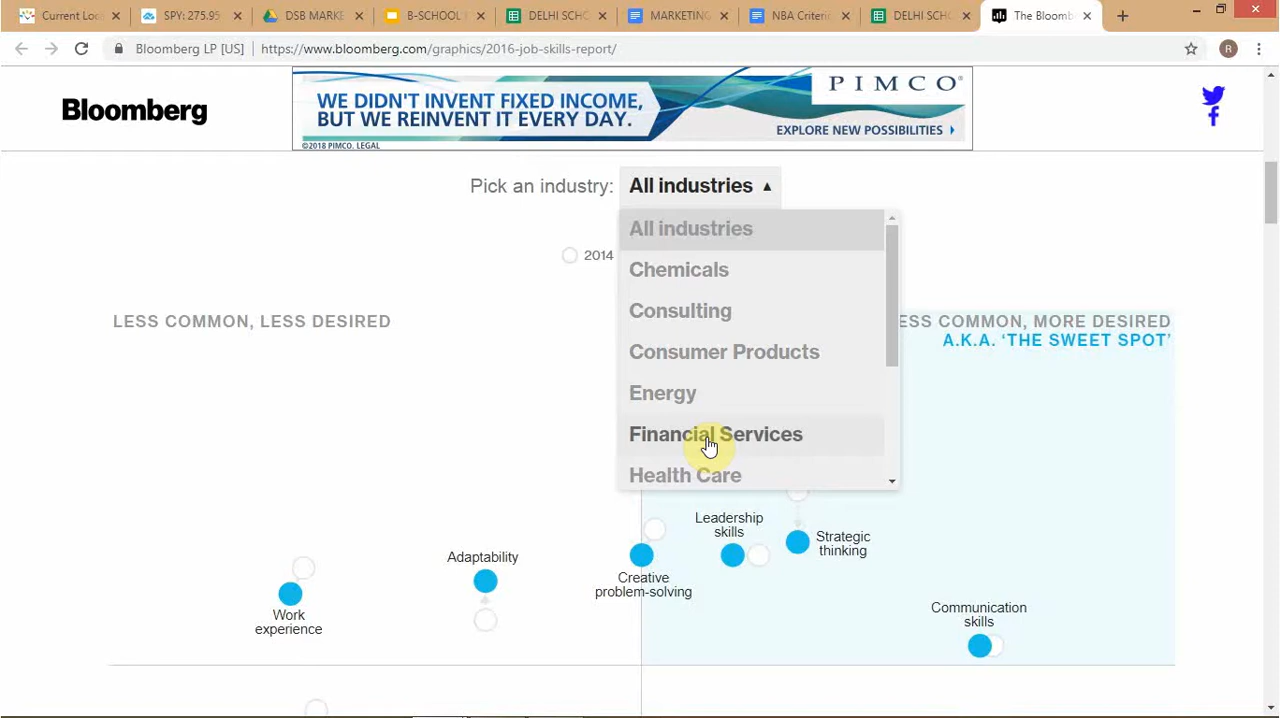 Current Loc
SPY: 275.95
DSB MARKE
B-SCHOOL
DELHI SCHO
MARKETING
NBA Criteri
DELHI SCHO
The Bloomb
Bloomberg LP [US]
https://www.bloomberg.com/graphics/2016-job-skills-report/
R
Bloomberg
WE DIDN'T INVENT FIXED INCOME,
BUT WE REINVENT IT EVERY DAY.
©2018 PIMCO. LEGAL
PIMCO®
EXPLORE NEW POSSIBILITIES
Pick an industry:
All industries
All industries
Chemicals
Consulting
Consumer Products
Energy
Financial Services
Health Care
2014
LESS COMMON, LESS DESIRED
ESS COMMON, MORE DESIRED
A.K.A. ‘THE SWEET SPOT’
Leadership
skills
Strategic
thinking
Adaptability
Creative
problem-solving
Work
experience
Communication
skills